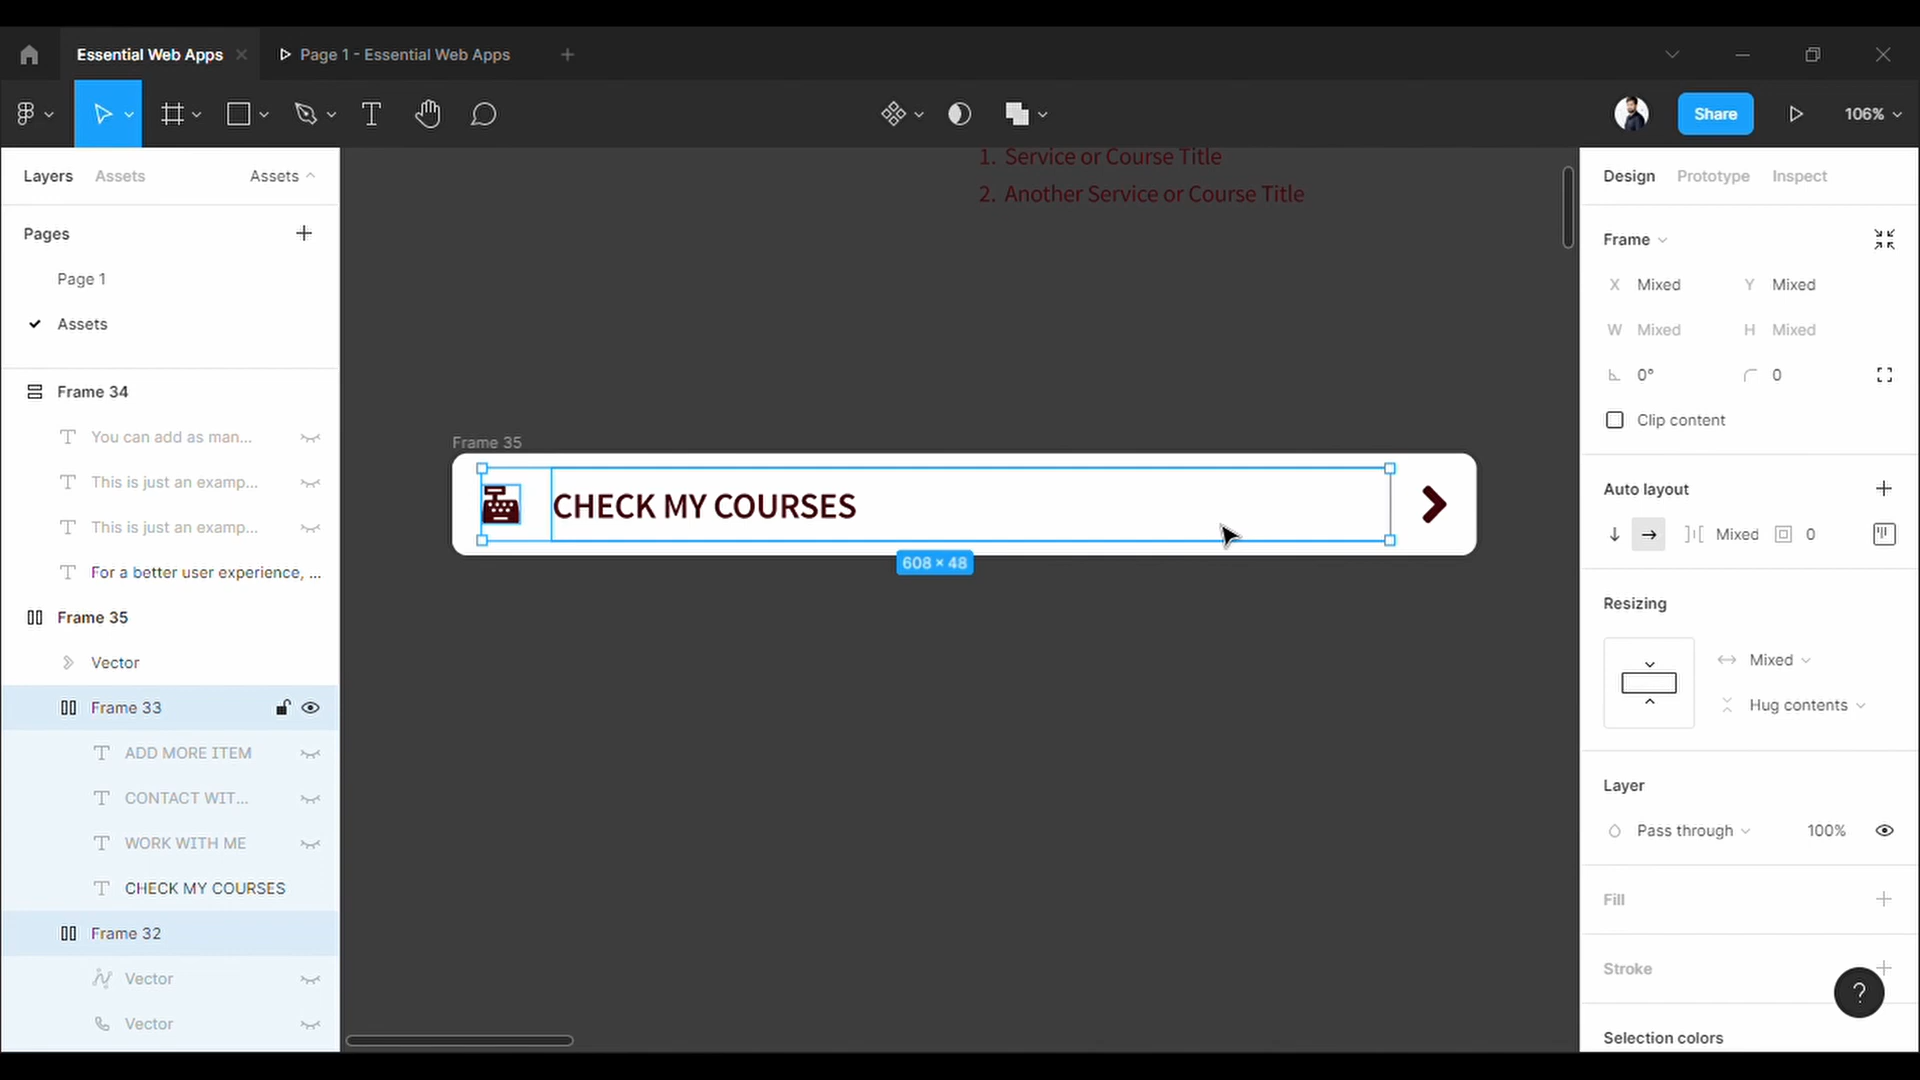 Essential Web Apps
Page 1 - Essential Web Apps
Share
106%
Layers
Assets
Assets
Pages
Page 1
Assets
Frame 34
You can add as man...
This is just an examp...
This is just an examp...
For a better user experience, ...
Frame 35
Vector
Frame 33
ADD MORE ITEM
CONTACT WIT...
WORK WITH ME
CHECK MY COURSES
Frame 32
Vector
Vector
1. Service or Course Title
2. Another Service or Course Title
Frame 35
CHECK MY COURSES
608 × 48
Design
Prototype
Inspect
Frame
X Mixed
Y Mixed
W Mixed
H Mixed
0°
0
Clip content
Auto layout
Mixed
0
Resizing
Mixed
Hug contents
Layer
Pass through
100%
Fill
Stroke
?
Selection colors